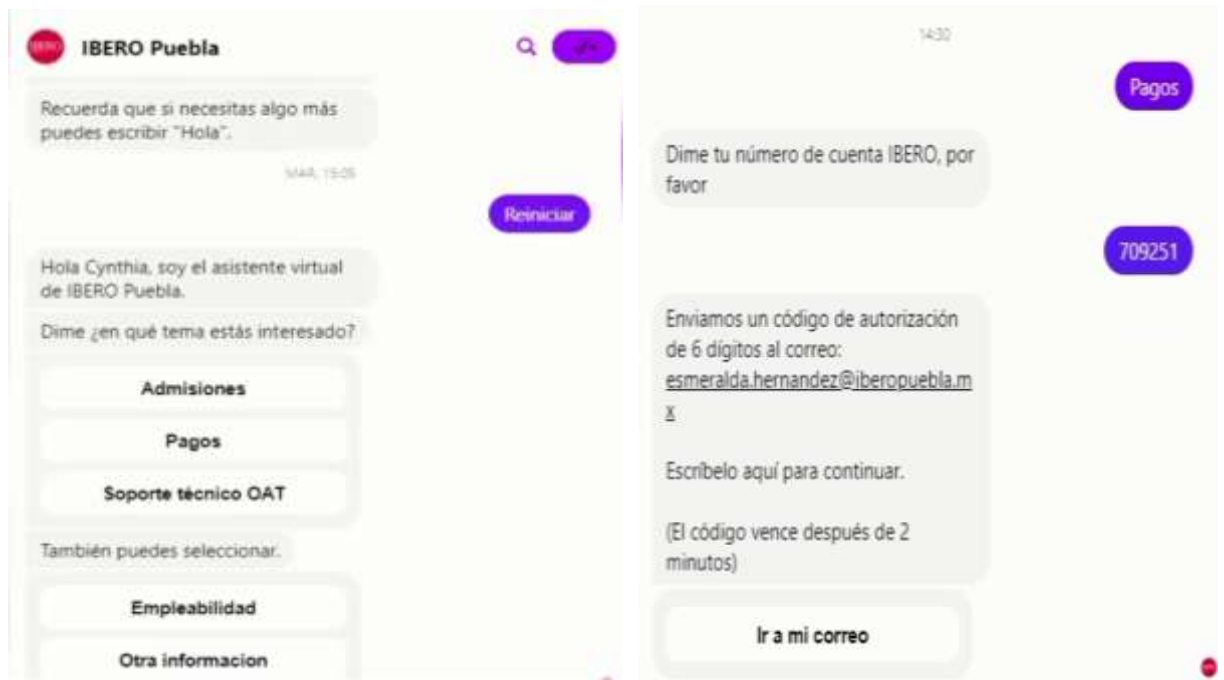 IBERO Puebla
Recuerda que si necesitas algo más
puedes escribir "Hola".
MAR, 15:05
Reiniciar
Hola Cynthia, soy el asistente virtual
de IBERO Puebla.
Dime ¿en qué tema estás interesado?
Admisiones
Pagos
Soporte técnico OAT
También puedes seleccionar.
Empleabilidad
Otra informacion
14:30
Pagos
Dime tu número de cuenta IBERO, por
favor
709251
Enviamos un código de autorización
de 6 dígitos al correo:
esmeralda.hernandez@iberopuebla.m
x
Escríbelo aquí para continuar.
(El código vence después de 2
minutos)
Ir a mi correo